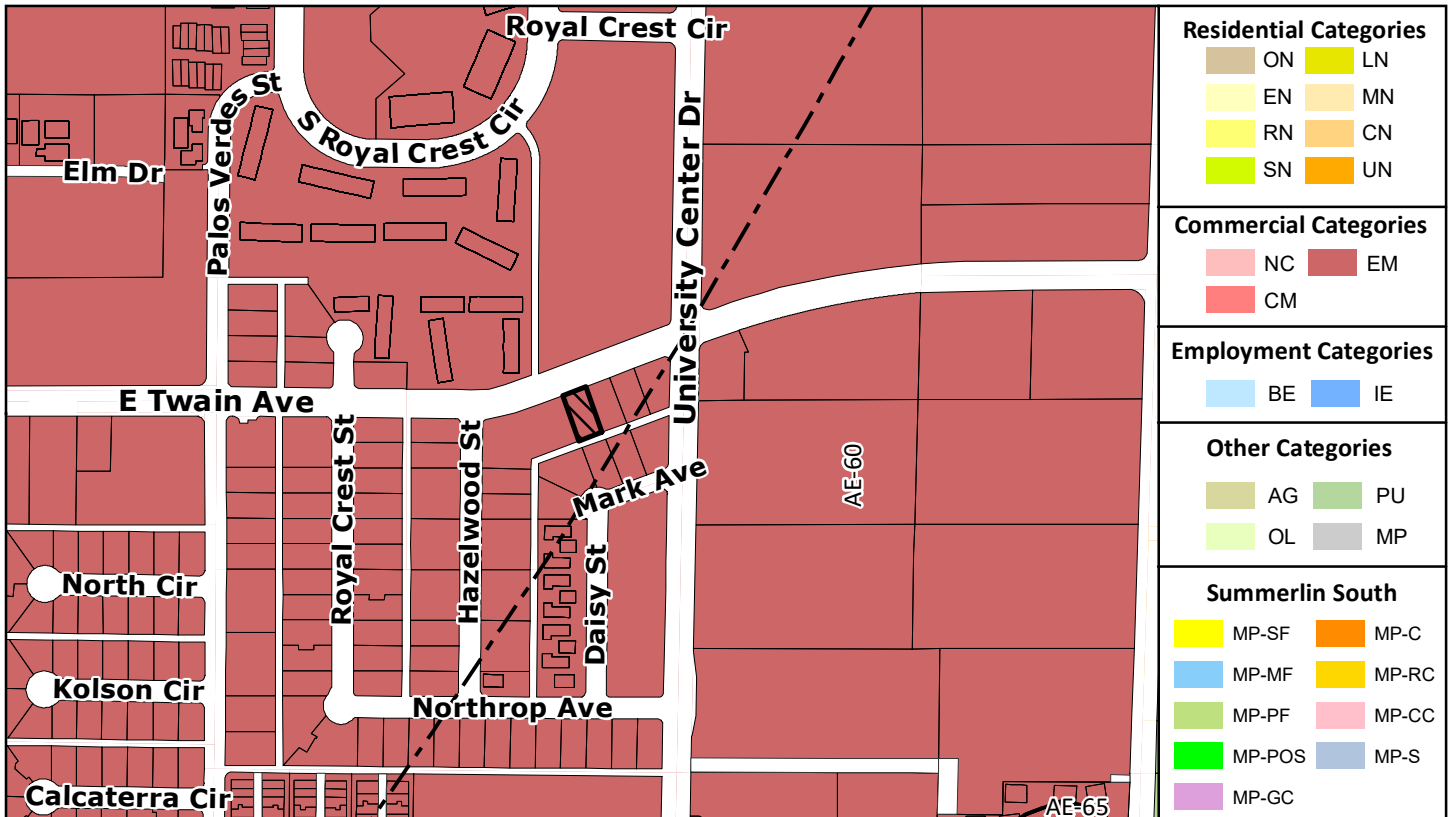 Royal Crest Cir
Palos Verdes St
S Royal Crest Cir
University Center Dr
Elm Dr
E Twain Ave
Royal Crest St
Hazelwood St
Mark Ave
AE-60
Daisy St
North Cir
Kolson Cir
Northrop Ave
Calcaterra Cir
AE-65
Residential Categories
ON LN
EN MN
RN CN
SN UN
Commercial Categories
NC EM
CM
Employment Categories
BE IE
Other Categories
AG PU
OL MP
Summerlin South
MP-SF MP-C
MP-MF MP-RC
MP-PF MP-CC
MP-POS MP-S
MP-GC